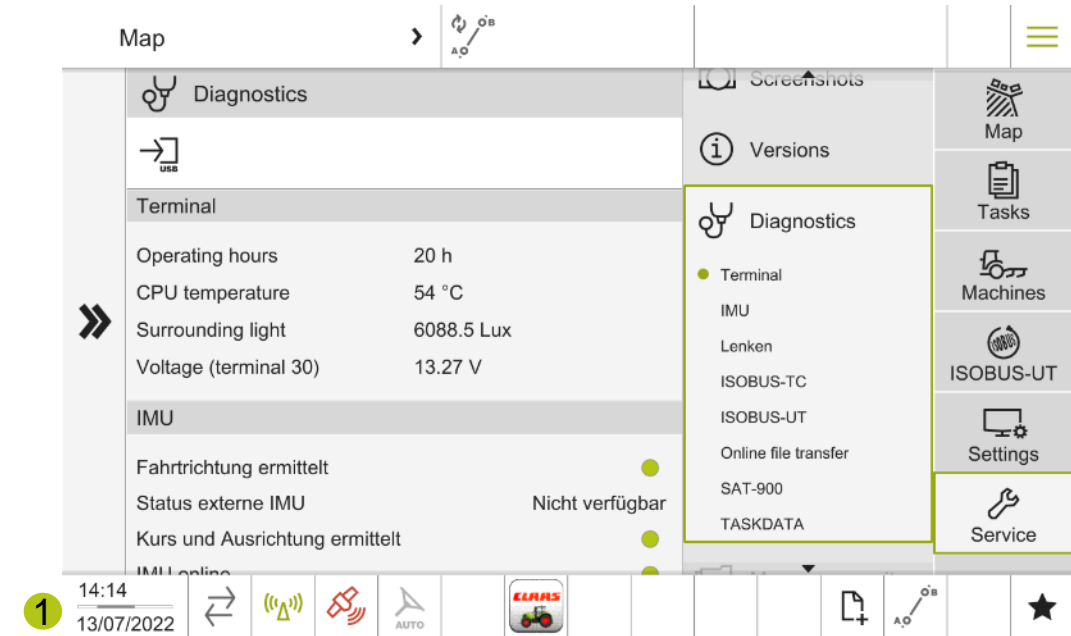 Map
A B
Diagnostics
USB
Terminal
Operating hours 20 h
CPU temperature 54 °C
Surrounding light 6088.5 Lux
Voltage (terminal 30) 13.27 V
IMU
Fahrtrichtung ermittelt
Status externe IMU Nicht verfügbar
Kurs und Ausrichtung ermittelt
IMU online
Screenshots
Versions
Diagnostics
Terminal
IMU
Lenken
ISOBUS-TC
ISOBUS-UT
Online file transfer
SAT-900
TASKDATA
Map
Tasks
Machines
ISOBUS
ISOBUS-UT
Settings
Service
1
14:14
13/07/2022
AUTO
CLAAS
A B